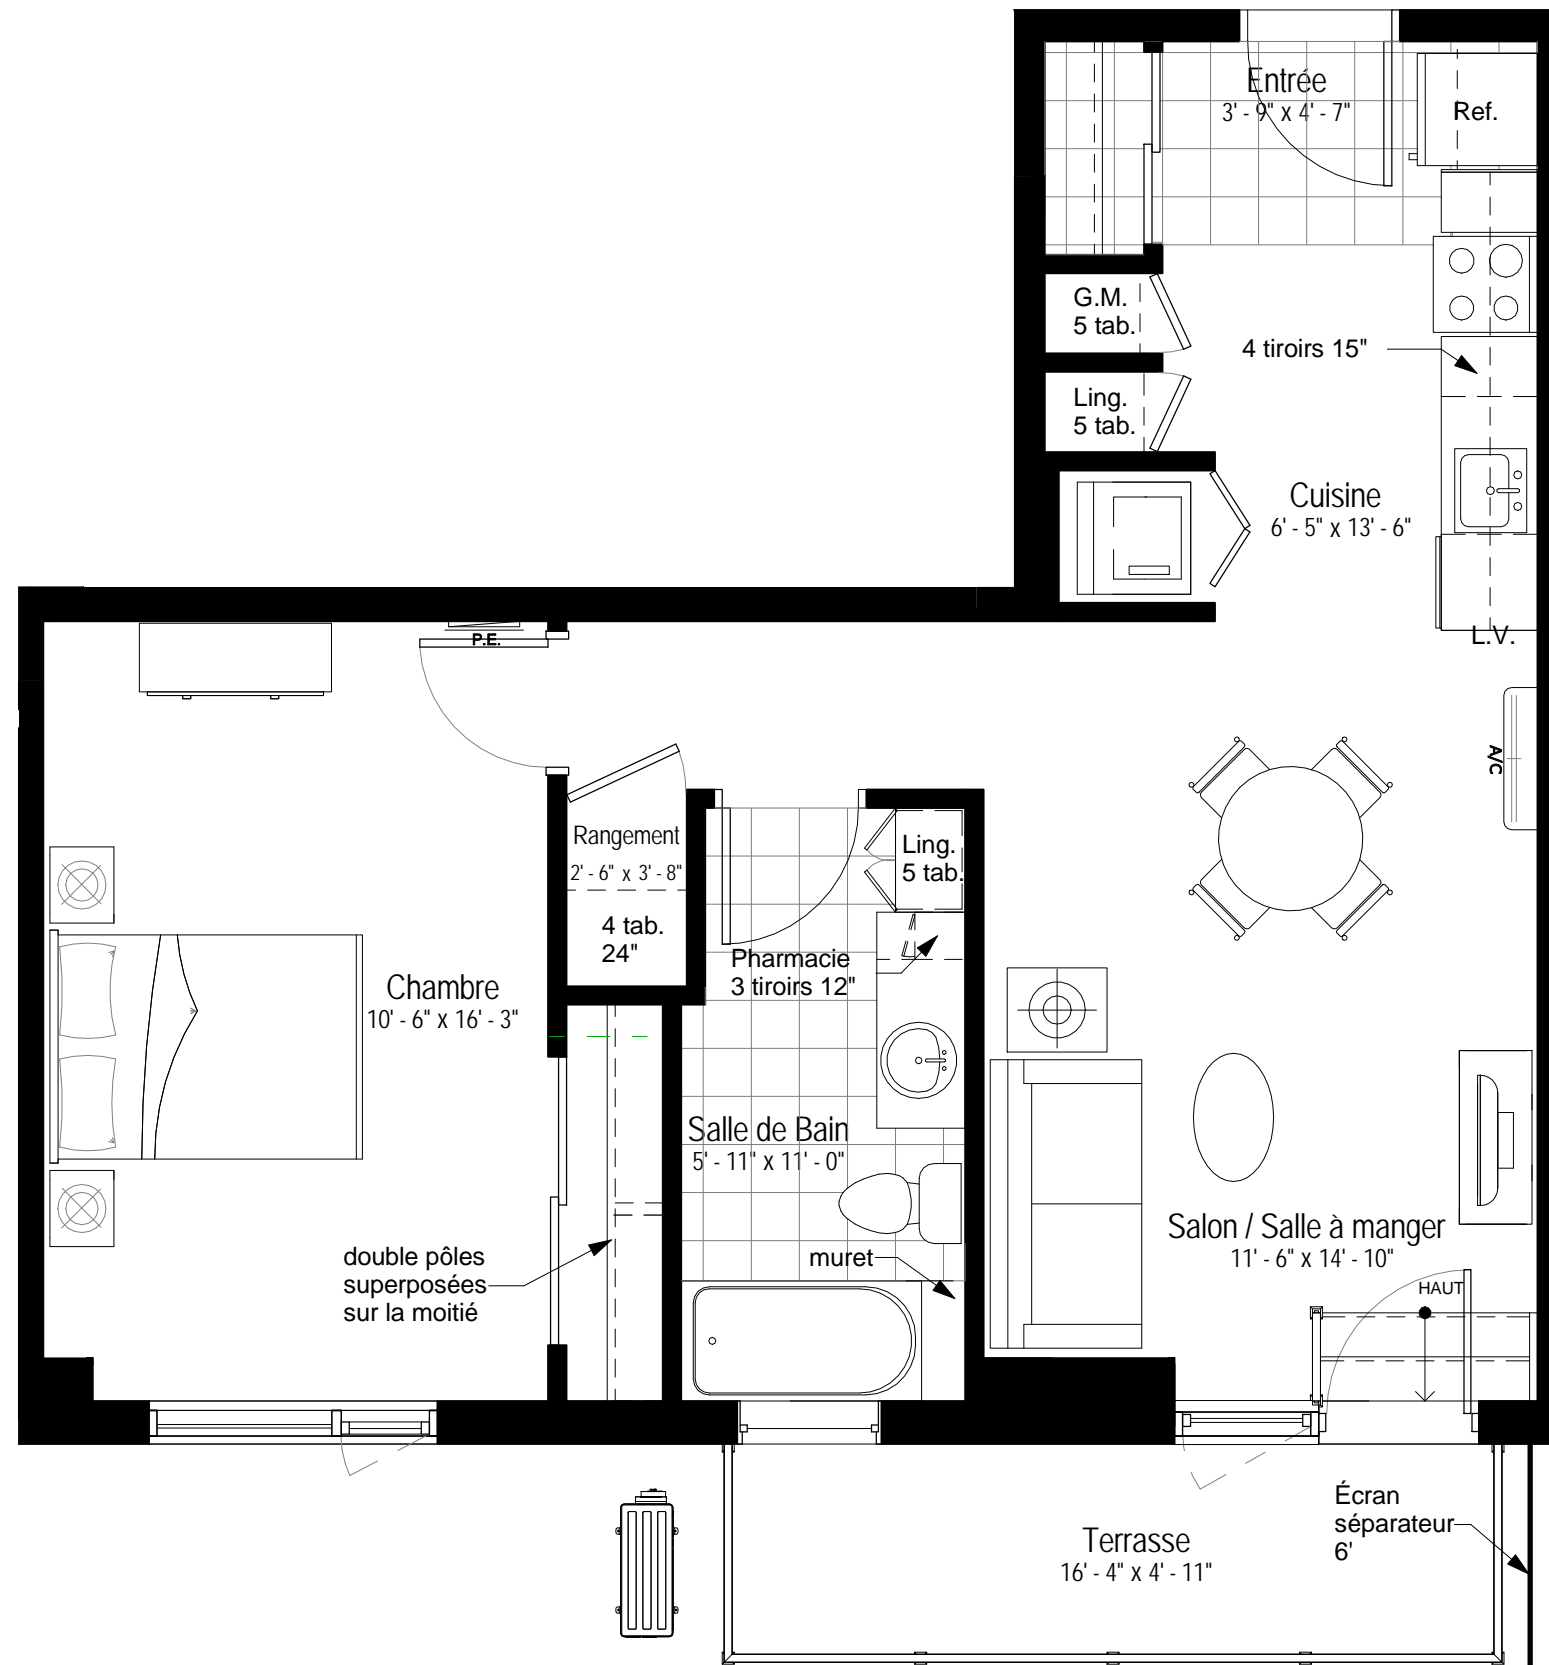 Entrée
3' - 9" x 4' - 7"
Ref.
G.M.
5 tab.
4 tiroirs 15"
Ling.
5 tab.
Cuisine
6' - 5" x 13' - 6"
L.V.
P.E.
A/C
Rangement
2' - 6" x 3' - 8"
4 tab.
24"
Ling.
5 tab.
Pharmacie
3 tiroirs 12"
Chambre
10' - 6" x 16' - 3"
Salle de Bain
5' - 11" x 11' - 0"
double pôles
superposées
sur la moitié
muret
Salon / Salle à manger
11' - 6" x 14' - 10"
HAUT
Écran
séparateur
6'
Terrasse
16' - 4" x 4' - 11"